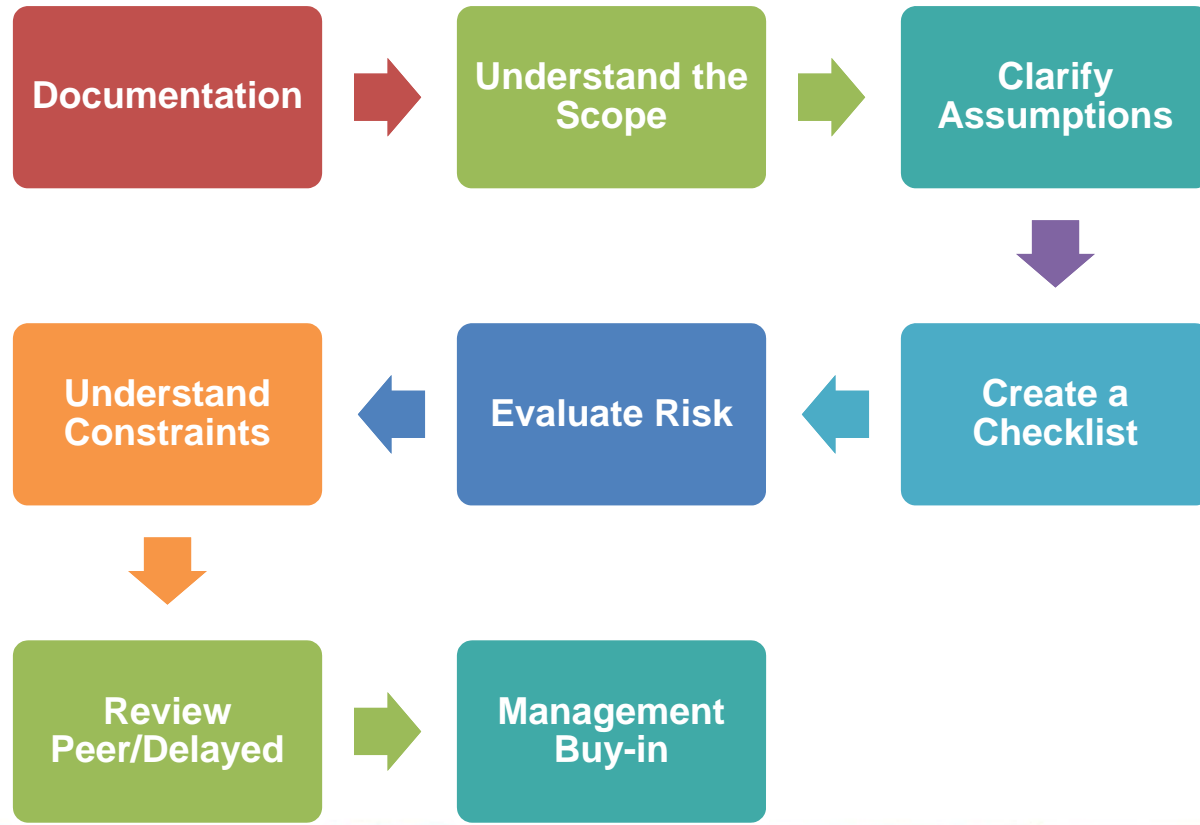 Documentation
Understand the
Scope
Clarify
Assumptions
Understand
Constraints
Evaluate Risk
Create a
Checklist
Review
Peer/Delayed
Management
Buy-in